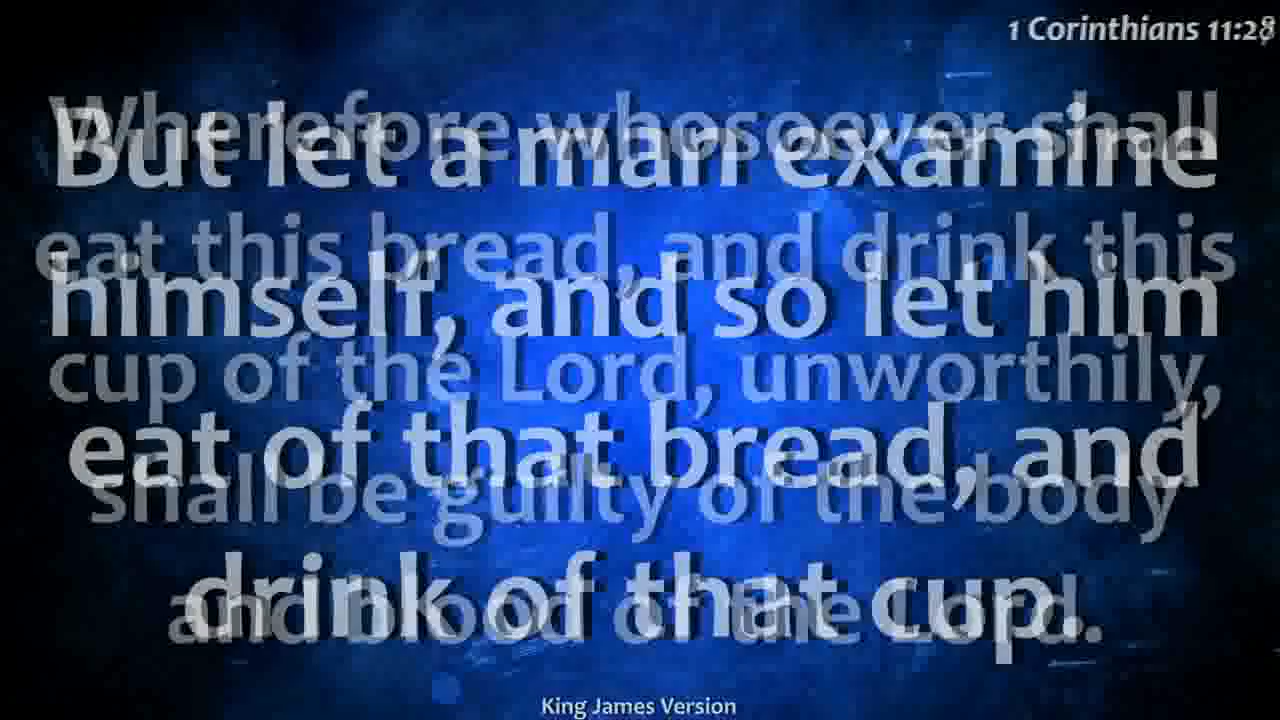 1 Corinthians 11:28
But let a man examine
himself, and so let him
eat of that bread, and
drink of that cup.
Wherefore whosoever shall
eat this bread, and drink this
cup of the Lord, unworthily,
shall be guilty of the body
and blood of the Lord.
King James Version